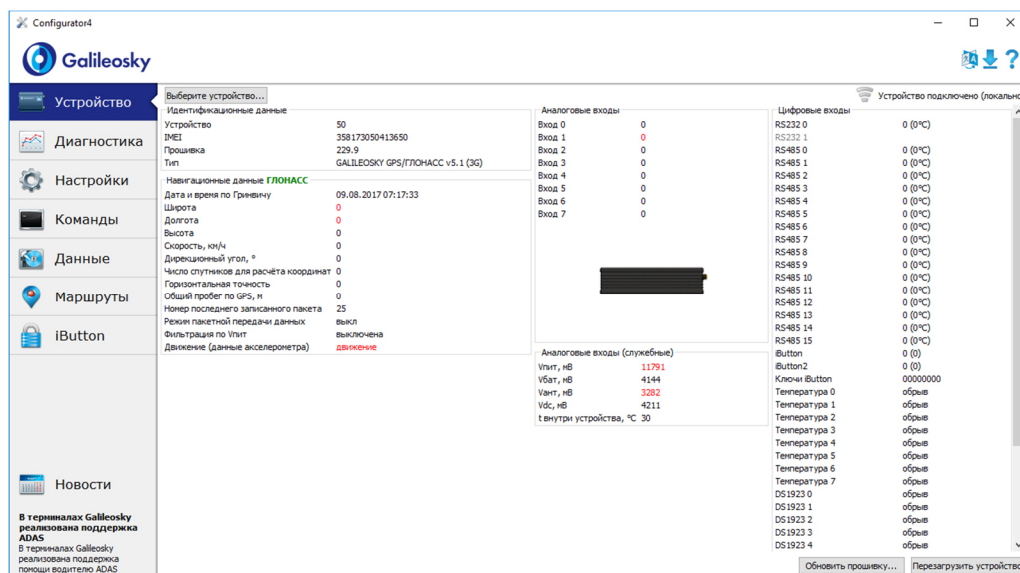 Configurator4
Galileosky
Устройство
Диагностика
Настройки
Команды
Данные
Маршруты
iButton
Новости
В терминалах Galileosky
реализована поддержка
ADAS
В терминалах Galileosky
реализована поддержка
помощи водителю ADAS
Выберите устройство...
Устройство подключено (локально
Идентификационные данные
Устройство 50
IMEI 358173050413650
Прошивка 229.9
Тип GALILEOSKY GPS/ГЛОНАСС v5.1 (3G)
Навигационные данные ГЛОНАСС
Дата и время по Гринвичу 09.08.2017 07:17:33
Широта 0
Долгота 0
Высота 0
Скорость, км/ч 0
Дирекционный угол, ° 0
Число спутников для расчёта координат 0
Горизонтальная точность 0
Общий пробег по GPS, м 0
Номер последнего записанного пакета 25
Режим пакетной передачи данных выкл
Фильтрация по Vпит выключена
Движение (данные акселерометра) движение
Аналоговые входы
Вход 0 0
Вход 1 0
Вход 2 0
Вход 3 0
Вход 4 0
Вход 5 0
Вход 6 0
Вход 7 0
Аналоговые входы (служебные)
Vпит, мВ 11791
Vбат, мВ 4144
Vант, мВ 3282
Vdc, мВ 4211
t внутри устройства, °C 30
Цифровые входы
RS232 0 0 (0°C)
RS232 1
RS485 0 0 (0°C)
RS485 1 0 (0°C)
RS485 2 0 (0°C)
RS485 3 0 (0°C)
RS485 4 0 (0°C)
RS485 5 0 (0°C)
RS485 6 0 (0°C)
RS485 7 0 (0°C)
RS485 8 0 (0°C)
RS485 9 0 (0°C)
RS485 10 0 (0°C)
RS485 11 0 (0°C)
RS485 12 0 (0°C)
RS485 13 0 (0°C)
RS485 14 0 (0°C)
RS485 15 0 (0°C)
iButton 0 (0)
iButton2 0 (0)
Ключи iButton 00000000
Температура 0 обрыв
Температура 1 обрыв
Температура 2 обрыв
Температура 3 обрыв
Температура 4 обрыв
Температура 5 обрыв
Температура 6 обрыв
Температура 7 обрыв
DS1923 0 обрыв
DS1923 1 обрыв
DS1923 2 обрыв
DS1923 3 обрыв
DS1923 4 обрыв
Обновить прошивку...
Перезагрузить устройство